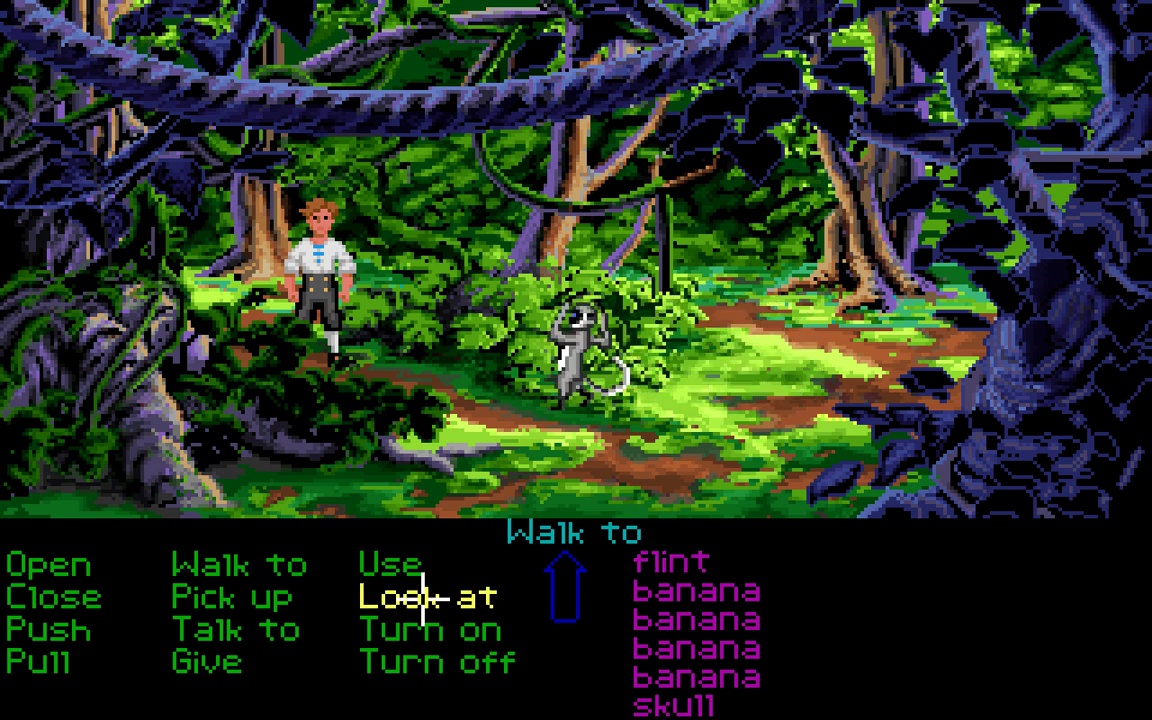 Walk to
Open Walk to Use
Close Pick up Look at
Push Talk to Turn on
Pull Give Turn off
flint
banana
banana
banana
banana
skull